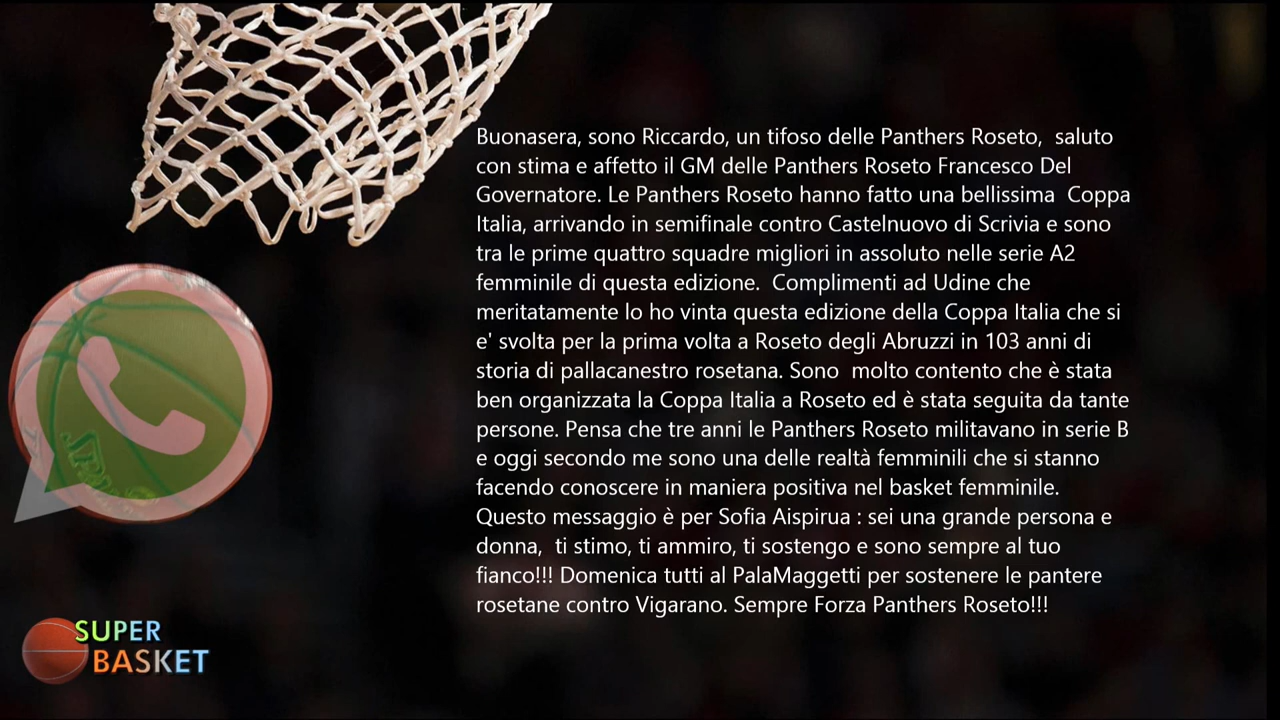 Buonasera, sono Riccardo, un tifoso delle Panthers Roseto,  saluto
con stima e affetto il GM delle Panthers Roseto Francesco Del
Governatore. Le Panthers Roseto hanno fatto una bellissima  Coppa
Italia, arrivando in semifinale contro Castelnuovo di Scrivia e sono
tra le prime quattro squadre migliori in assoluto nelle serie A2
femminile di questa edizione.  Complimenti ad Udine che
meritatamente lo ho vinta questa edizione della Coppa Italia che si
e' svolta per la prima volta a Roseto degli Abruzzi in 103 anni di
storia di pallacanestro rosetana. Sono  molto contento che è stata
ben organizzata la Coppa Italia a Roseto ed è stata seguita da tante
persone. Pensa che tre anni le Panthers Roseto militavano in serie B
e oggi secondo me sono una delle realtà femminili che si stanno
facendo conoscere in maniera positiva nel basket femminile.
Questo messaggio è per Sofia Aispirua : sei una grande persona e
donna,  ti stimo, ti ammiro, ti sostengo e sono sempre al tuo
fianco!!! Domenica tutti al PalaMaggetti per sostenere le pantere
rosetane contro Vigarano. Sempre Forza Panthers Roseto!!!
SUPER
BASKET